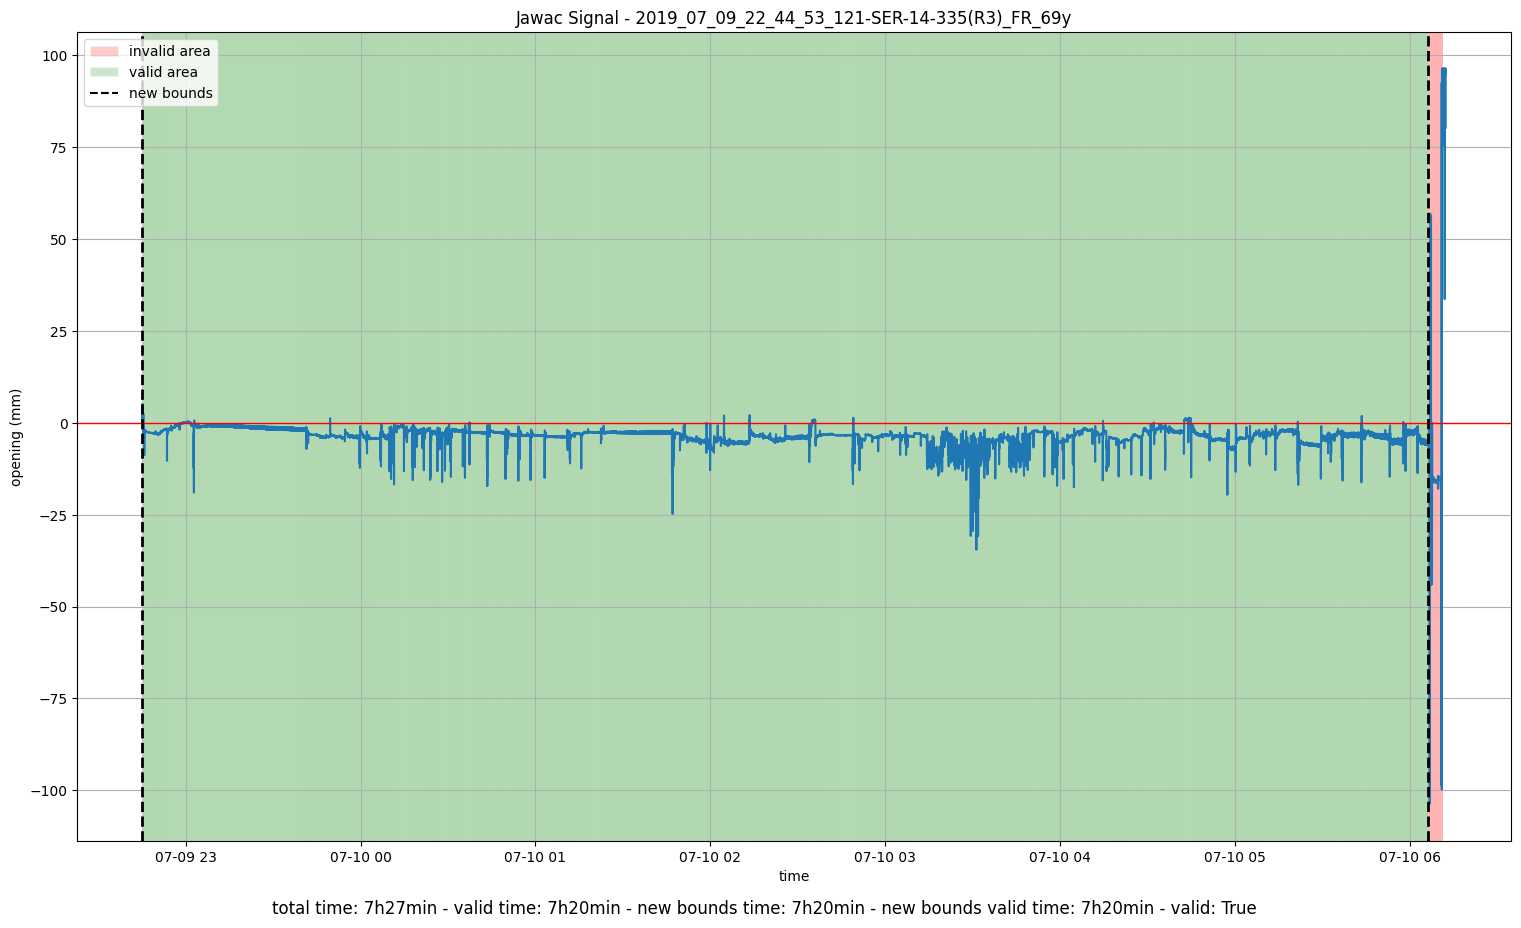 Jawac Signal - 2019_07_09_22_44_53_121-SER-14-335(R3)_FR_69y
invalid area
valid area
new bounds
100
75
50
25
0
−25
−50
−75
−100
opening (mm)
07-09 23
07-10 00
07-10 01
07-10 02
07-10 03
07-10 04
07-10 05
07-10 06
time
total time: 7h27min - valid time: 7h20min - new bounds time: 7h20min - new bounds valid time: 7h20min - valid: True